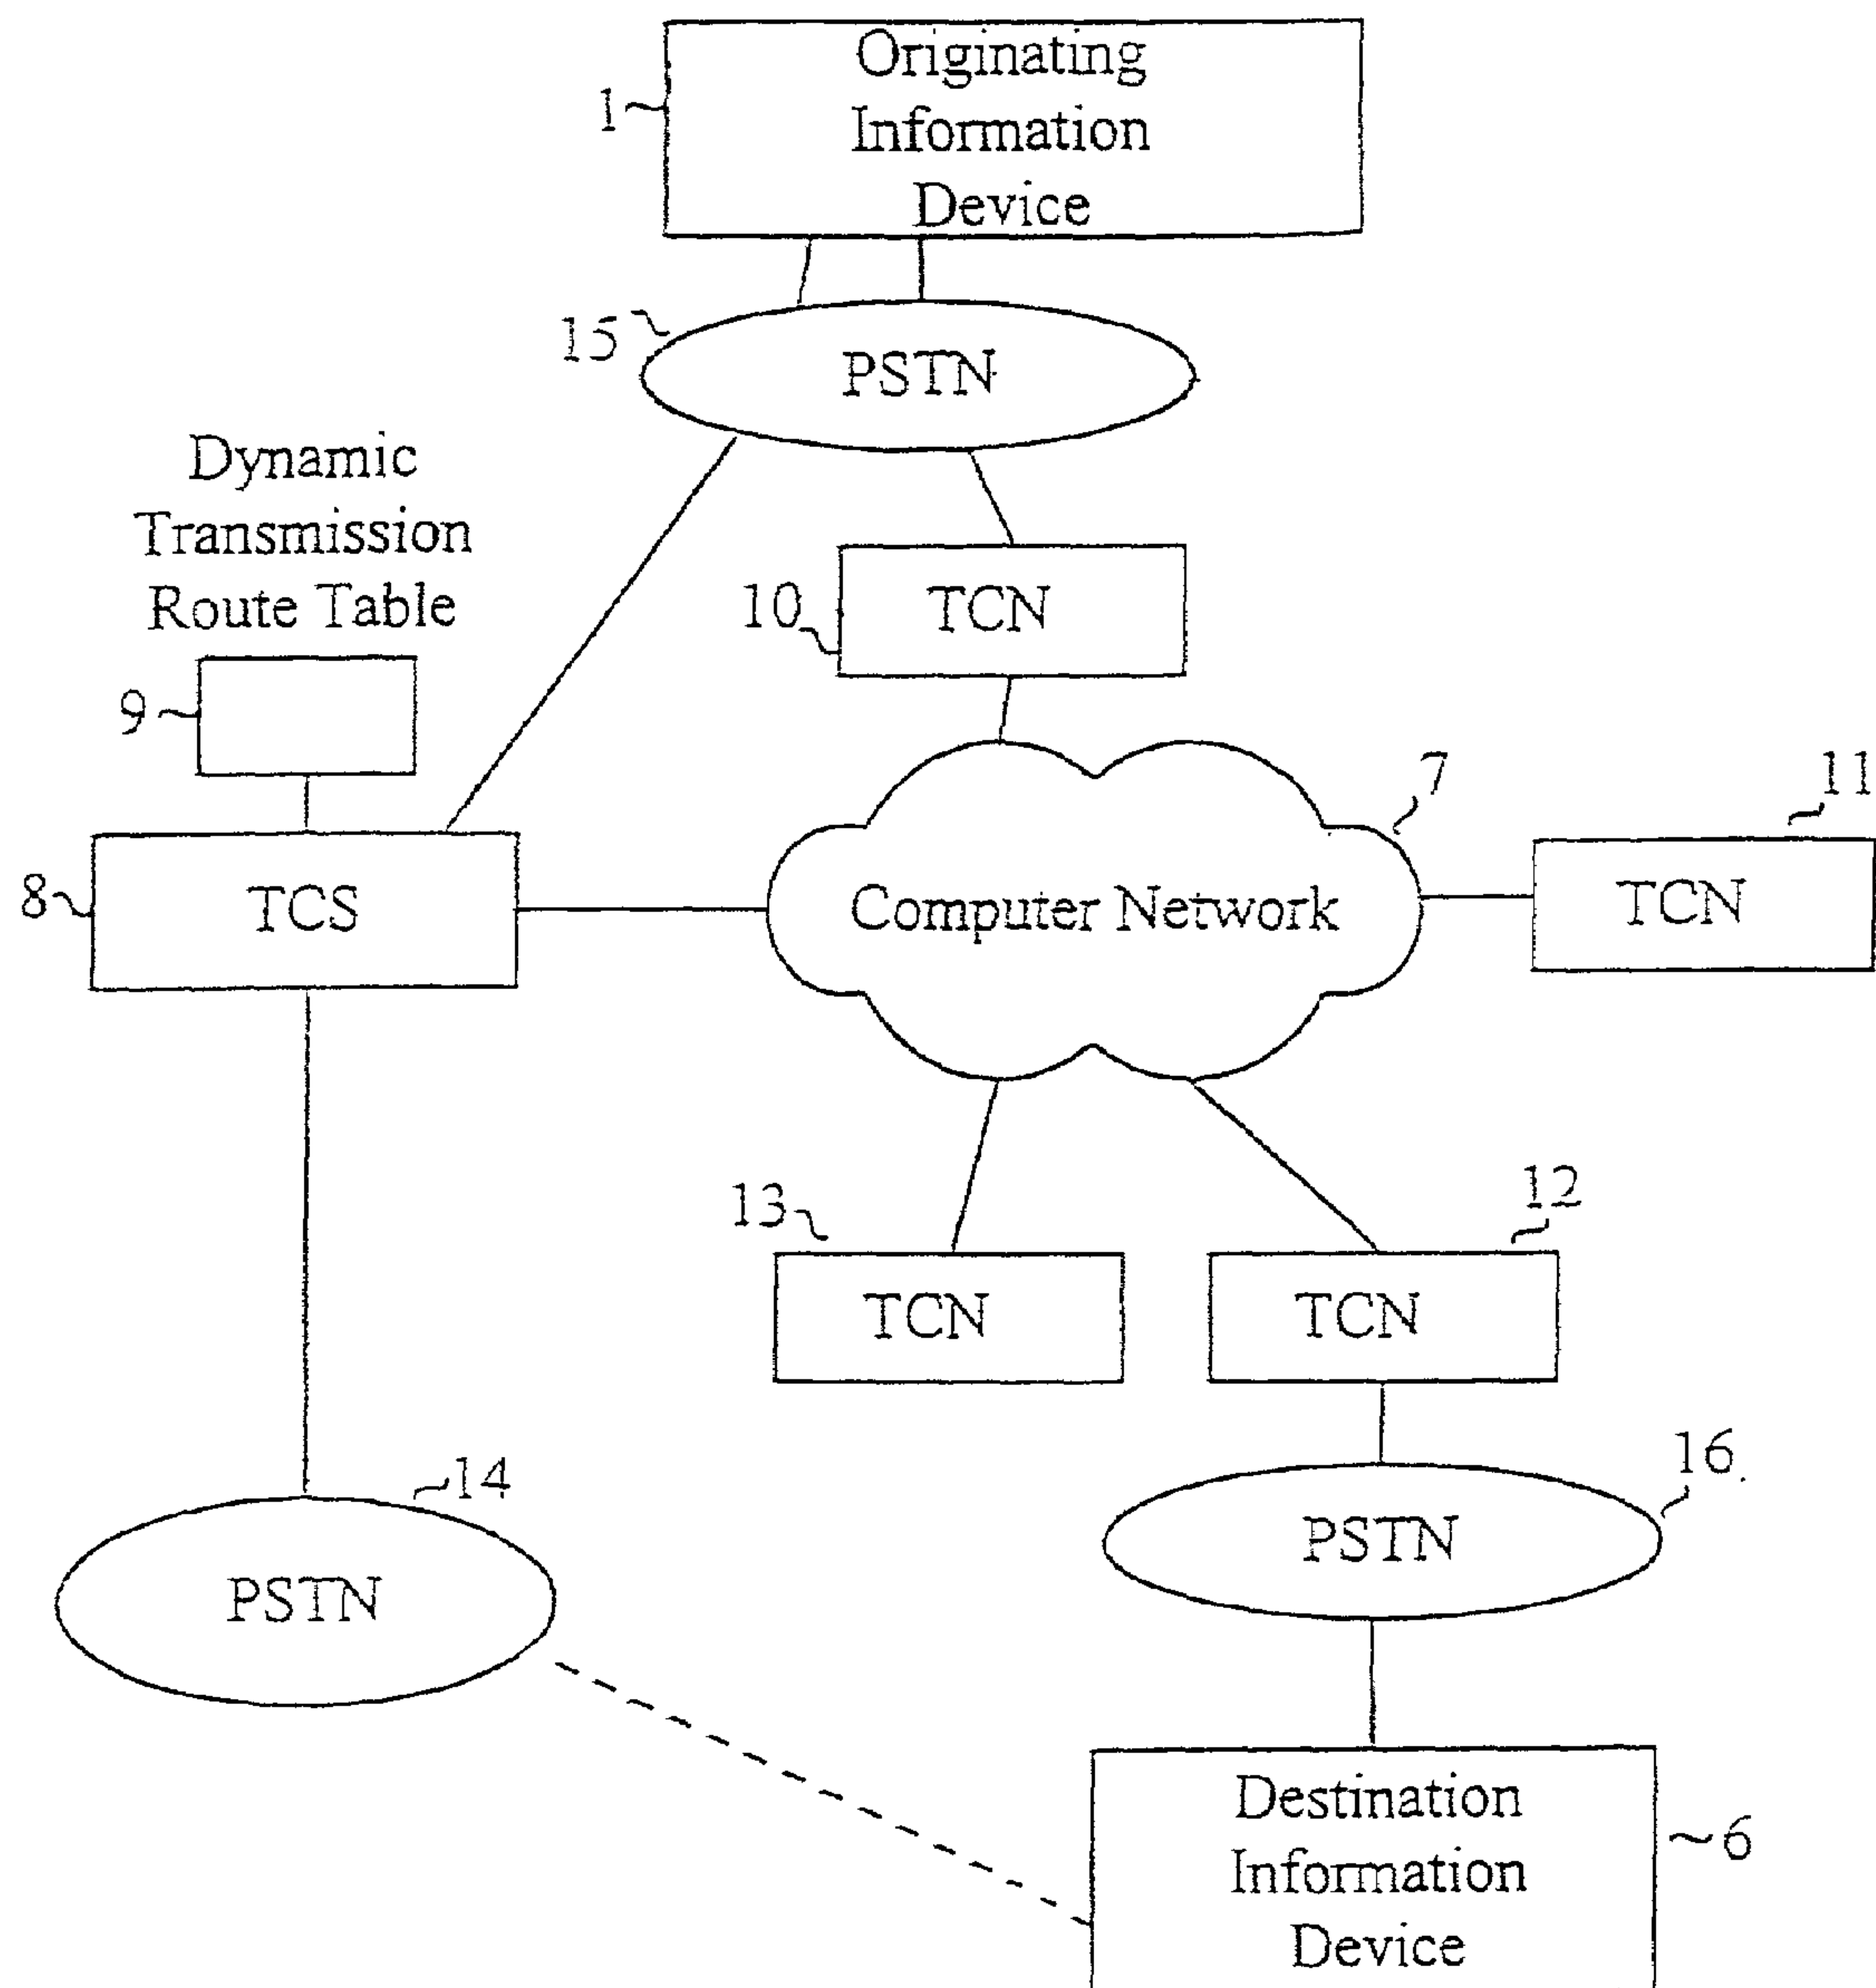 Originating
Information
Device
1
15
PSTN
Dynamic
Transmission
Route Table
10
TCN
9
7
11
8
TCS
Computer Network
TCN
13
12
TCN
TCN
14
16
PSTN
PSTN
Destination
Information
Device
6